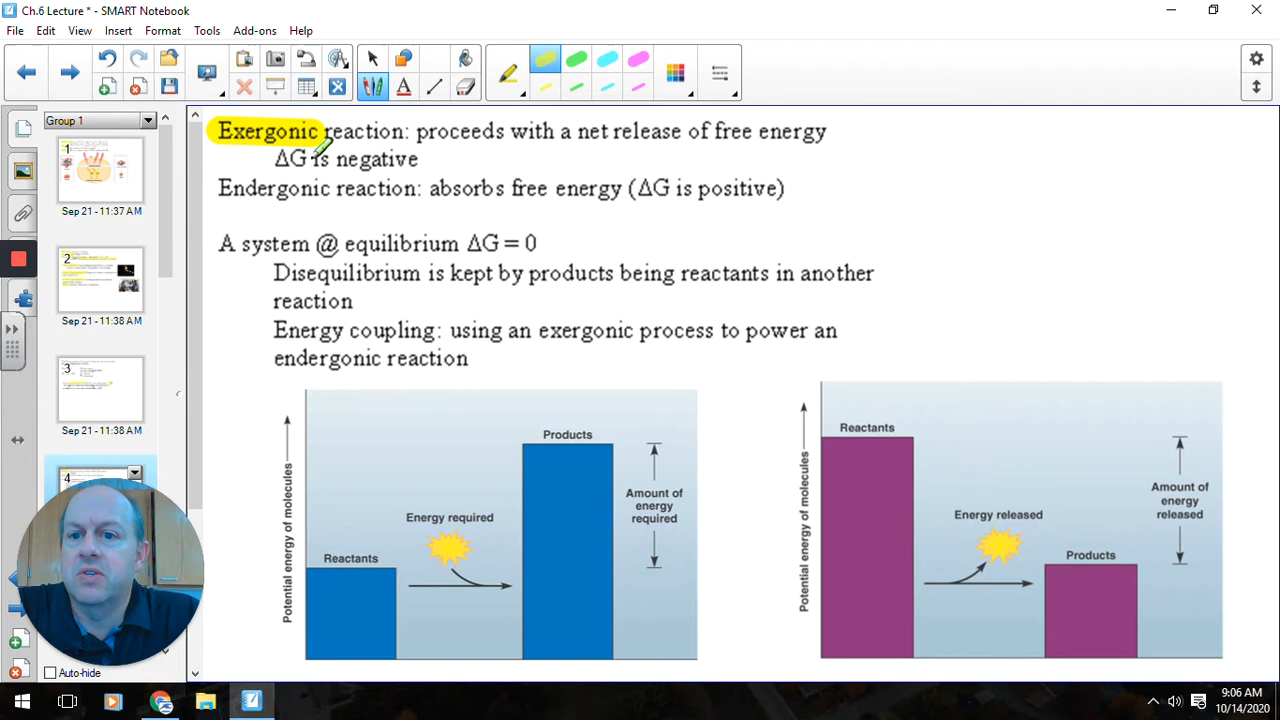 Ch.6 Lecture * - SMART Notebook
File Edit View Insert Format Tools Add-ons Help
Group 1
1
Sep 21 - 11:37 AM
2
Sep 21 - 11:38 AM
3
Sep 21 - 11:38 AM
4
Auto-hide
Exergonic reaction: proceeds with a net release of free energy
ΔG is negative
Endergonic reaction: absorbs free energy (ΔG is positive)
A system @ equilibrium ΔG = 0
Disequilibrium is kept by products being reactants in another
reaction
Energy coupling: using an exergonic process to power an
endergonic reaction
Potential energy of molecules
Reactants
Energy required
Products
Amount of
energy
required
Potential energy of molecules
Reactants
Energy released
Products
Amount of
energy
released
9:06 AM
10/14/2020